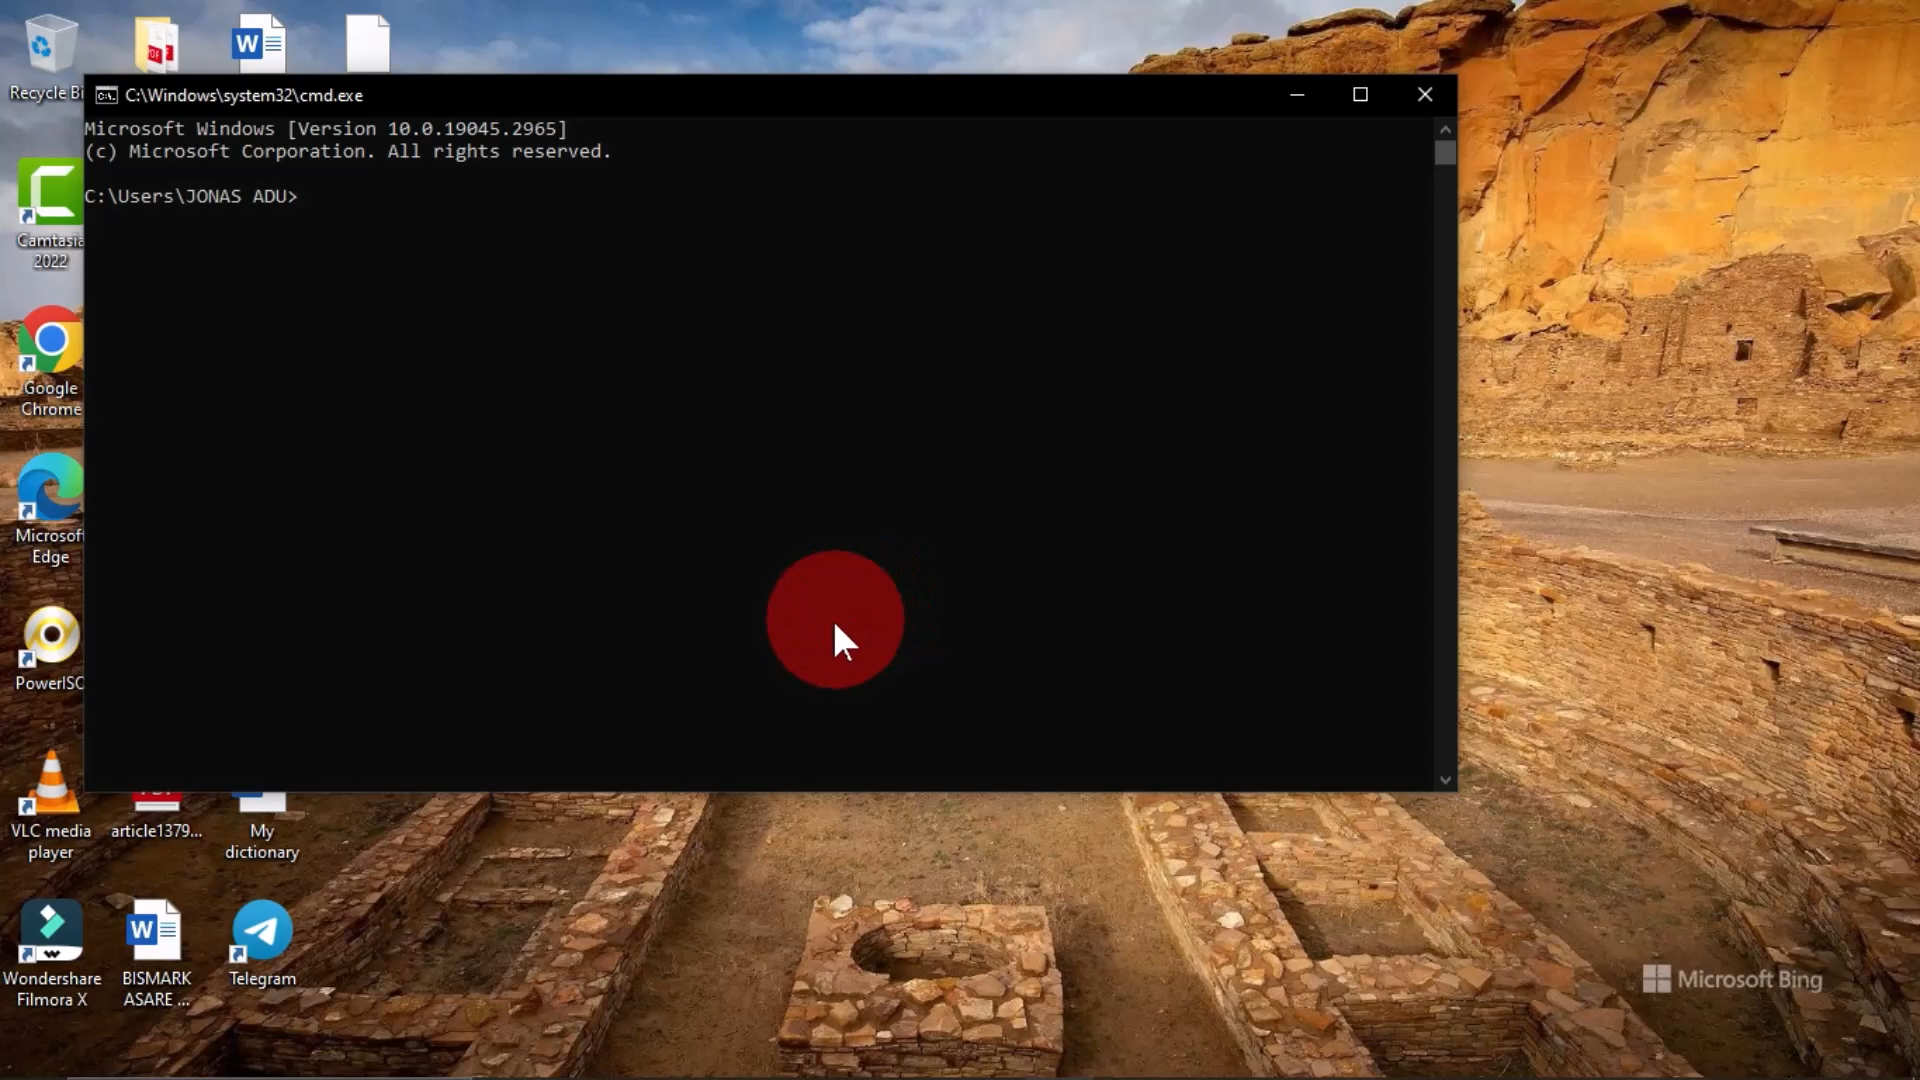 Recycle Bi
C:\Windows\system32\cmd.exe
Microsoft Windows [Version 10.0.19045.2965]
(c) Microsoft Corporation. All rights reserved.
C:\Users\JONAS ADU>
Camtasia
2022
Google
Chrome
Microsoft
Edge
PowerISO
VLC media
player
article1379...
My
dictionary
Wondershare
Filmora X
BISMARK
ASARE ...
Telegram
Microsoft Bing